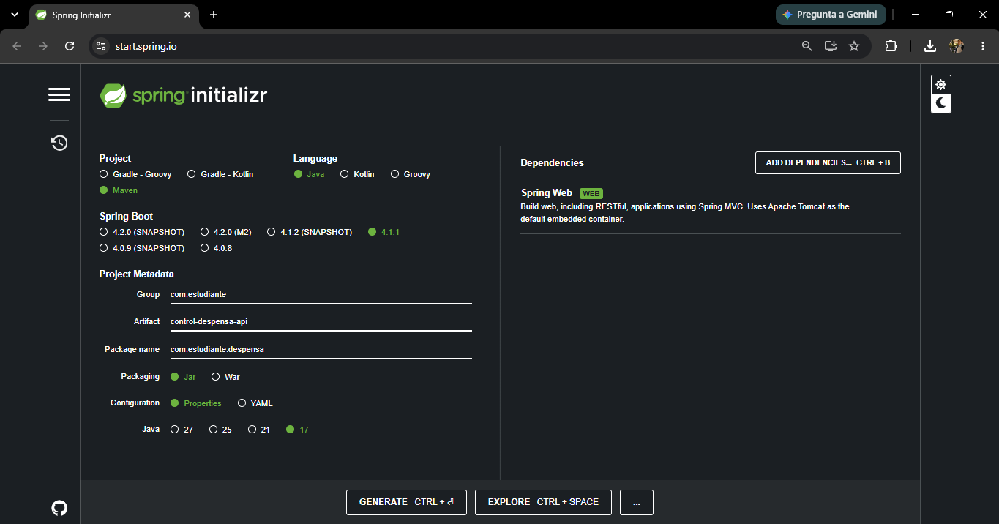 Spring Initializr
Pregunta a Gemini
start.spring.io
spring initializr
Project
Gradle - Groovy Gradle - Kotlin
Maven
Language
Java Kotlin Groovy
Spring Boot
4.2.0 (SNAPSHOT) 4.2.0 (M2) 4.1.2 (SNAPSHOT) 4.1.1
4.0.9 (SNAPSHOT) 4.0.8
Project Metadata
Group com.estudiante
Artifact control-despensa-api
Package name com.estudiante.despensa
Packaging Jar War
Configuration Properties YAML
Java 27 25 21 17
Dependencies ADD DEPENDENCIES... CTRL + B
Spring Web WEB
Build web, including RESTful, applications using Spring MVC. Uses Apache Tomcat as the
default embedded container.
GENERATE CTRL + ⏎ EXPLORE CTRL + SPACE ...